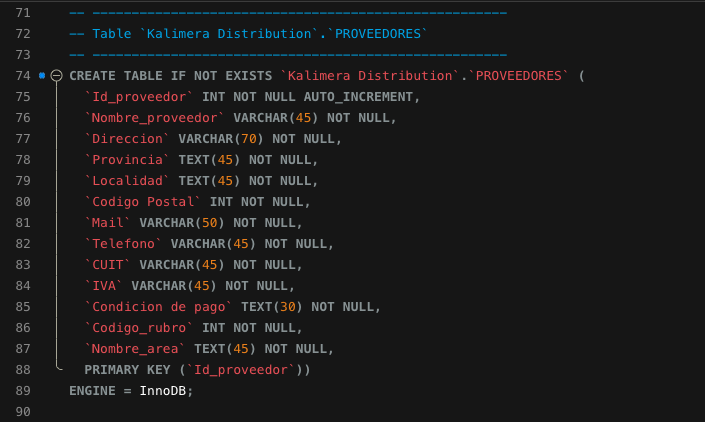 71 -- -----------------------------------------------------
72 -- Table `Kalimera Distribution`.`PROVEEDORES`
73 -- -----------------------------------------------------
74 CREATE TABLE IF NOT EXISTS `Kalimera Distribution`.`PROVEEDORES` (
75 `Id_proveedor` INT NOT NULL AUTO_INCREMENT,
76 `Nombre_proveedor` VARCHAR(45) NOT NULL,
77 `Direccion` VARCHAR(70) NOT NULL,
78 `Provincia` TEXT(45) NOT NULL,
79 `Localidad` TEXT(45) NOT NULL,
80 `Codigo Postal` INT NOT NULL,
81 `Mail` VARCHAR(50) NOT NULL,
82 `Telefono` VARCHAR(45) NOT NULL,
83 `CUIT` VARCHAR(45) NOT NULL,
84 `IVA` VARCHAR(45) NOT NULL,
85 `Condicion de pago` TEXT(30) NOT NULL,
86 `Codigo_rubro` INT NOT NULL,
87 `Nombre_area` TEXT(45) NOT NULL,
88 PRIMARY KEY (`Id_proveedor`))
89 ENGINE = InnoDB;
90